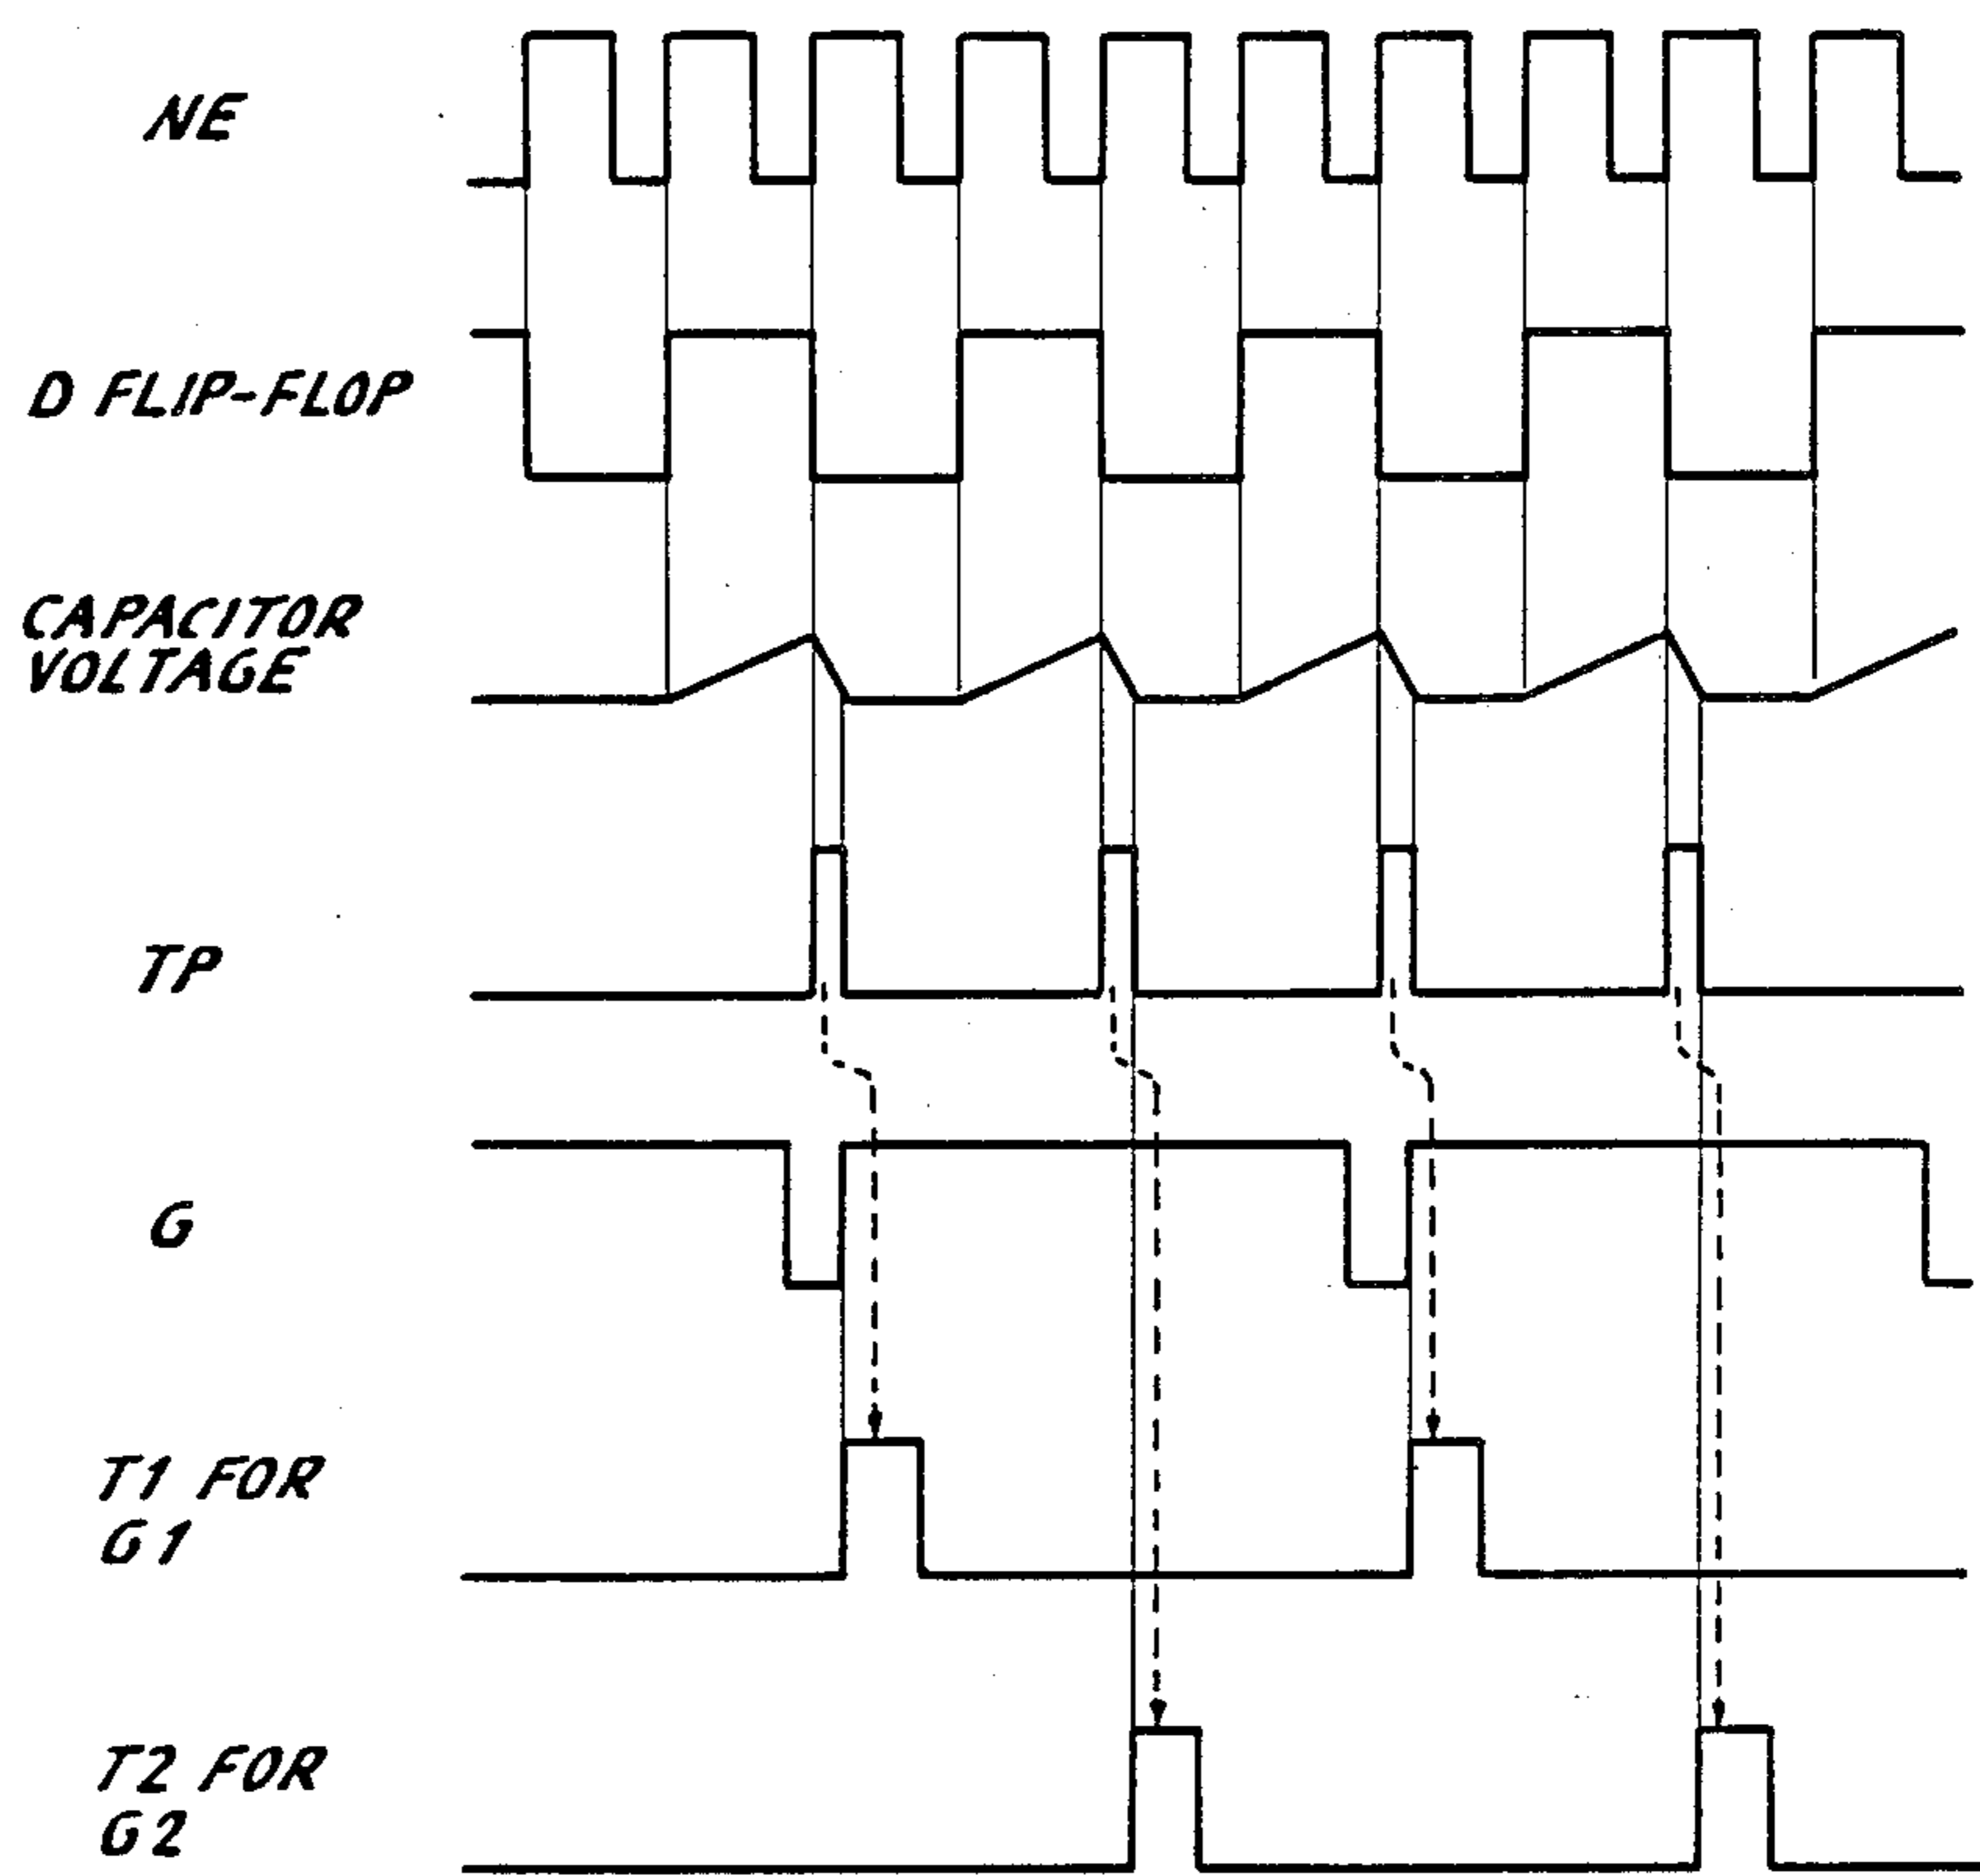 NE
D FLIP-FLOP
CAPACITOR
VOLTAGE
TP
G
T1 FOR
G1
T2 FOR
G2